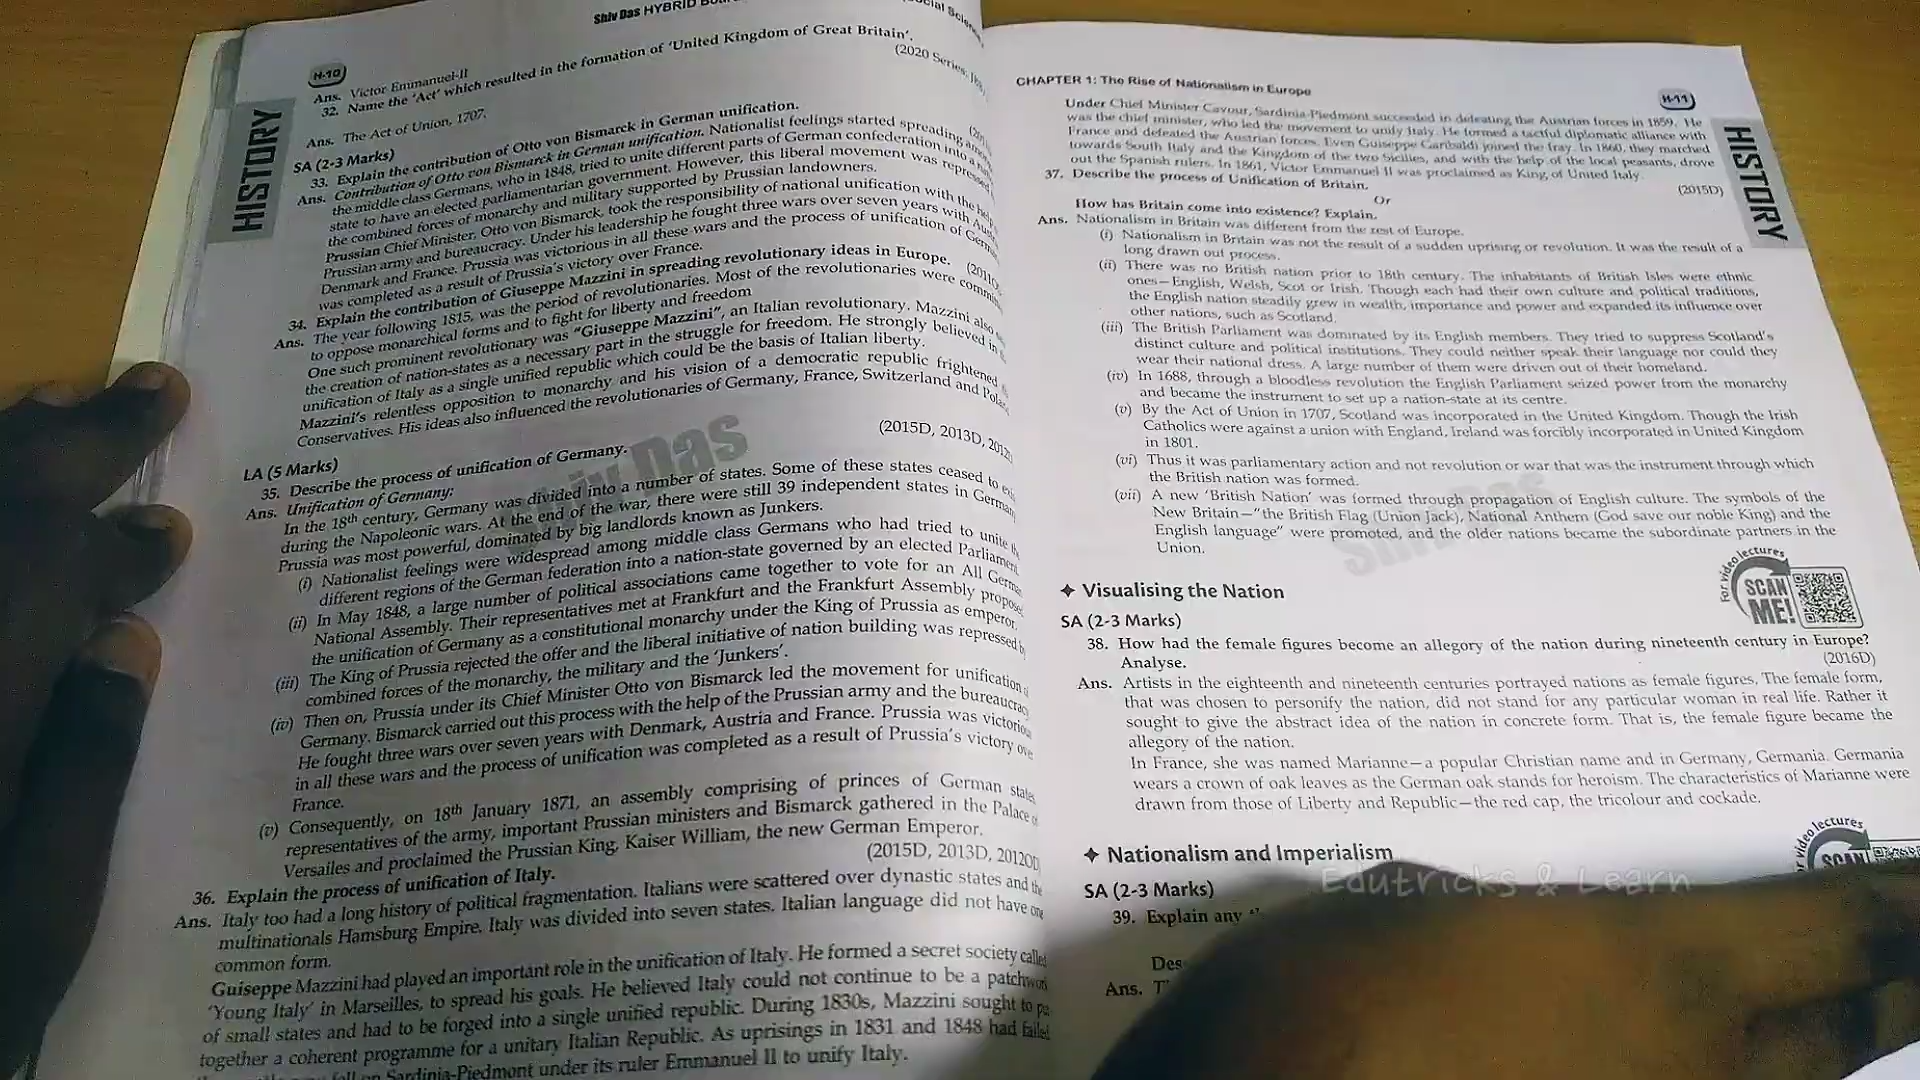 Shiv Das HYBRID
H-10
HISTORY
Ans. Victor Emmanuel-II
32. Name the 'Act' which resulted in the formation of 'United Kingdom of Great Britain'.
(2020 Series:
Ans. The Act of Union, 1707.
SA (2-3 Marks)
33. Explain the contribution of Otto von Bismarck in German unification.
Ans. Contribution of Otto von Bismarck in German unification. Nationalist feelings started spreading
the middle class Germans, who in 1848, tried to unite different parts of German confederation into a
state to have an elected parliamentarian government. However, this liberal movement was repressed
the combined forces of monarchy and military supported by Prussian landowners.
Prussian Chief Minister, Otto von Bismarck, took the responsibility of national unification with the
Prussian army and bureaucracy. Under his leadership he fought three wars over seven years with
Denmark and France. Prussia was victorious in all these wars and the process of unification of
was completed as a result of Prussia's victory over France.
34. Explain the contribution of Giuseppe Mazzini in spreading revolutionary ideas in Europe.
Ans. The year following 1815, was the period of revolutionaries. Most of the revolutionaries were
to oppose monarchical forms and to fight for liberty and freedom
One such prominent revolutionary was "Giuseppe Mazzini", an Italian revolutionary. Mazzini also
the creation of nation-states as a necessary part in the struggle for freedom. He strongly believed in
unification of Italy as a single unified republic which could be the basis of Italian liberty.
Mazzini's relentless opposition to monarchy and his vision of a democratic republic frightened
Conservatives. His ideas also influenced the revolutionaries of Germany, France, Switzerland and
LA (5 Marks)
(2015D, 2013D,
35. Describe the process of unification of Germany.
Ans. Unification of Germany:
In the 18th century, Germany was divided into a number of states. Some of these states ceased to
during the Napoleonic wars. At the end of the war, there were still 39 independent states in
Prussia was most powerful, dominated by big landlords known as Junkers.
(i) Nationalist feelings were widespread among middle class Germans who had tried to unite
different regions of the German federation into a nation-state governed by an elected Parliament
(ii) In May 1848, a large number of political associations came together to vote for an All
National Assembly. Their representatives met at Frankfurt and the Frankfurt Assembly
the unification of Germany as a constitutional monarchy under the King of Prussia as emperor.
(iii) The King of Prussia rejected the offer and the liberal initiative of nation building was repressed
combined forces of the monarchy, the military and the 'Junkers'.
(iv) Then on, Prussia under its Chief Minister Otto von Bismarck led the movement for unification
Germany. Bismarck carried out this process with the help of the Prussian army and the bureaucracy
He fought three wars over seven years with Denmark, Austria and France. Prussia was
in all these wars and the process of unification was completed as a result of Prussia's victory
France.
(v) Consequently, on 18th January 1871, an assembly comprising of princes of German
representatives of the army, important Prussian ministers and Bismarck gathered in the Palace
Versailes and proclaimed the Prussian King, Kaiser William, the new German Emperor.
(2015D, 2013D, 2012OD)
36. Explain the process of unification of Italy.
Ans. Italy too had a long history of political fragmentation. Italians were scattered over dynastic states and
multinationals Hamsburg Empire. Italy was divided into seven states. Italian language did not have
common form.
Guiseppe Mazzini had played an important role in the unification of Italy. He formed a secret society
'Young Italy' in Marseilles, to spread his goals. He believed Italy could not continue to be a
of small states and had to be forged into a single unified republic. During 1830s, Mazzini sought to
together a coherent programme for a unitary Italian Republic. As uprisings in 1831 and 1848 had
Sardinia-Piedmont under its ruler Emmanuel II to unify Italy.
CHAPTER 1: The Rise of Nationalism in Europe
H-11
HISTORY
Under Chief Minister Cavour, Sardinia-Piedmont succeeded in defeating the Austrian forces in 1859. He
was the chief minister, who led the movement to unify Italy. He formed a tactful diplomatic alliance with
France and defeated the Austrian forces. Even Guiseppe Garibaldi joined the fray. In 1860, they marched
towards South Italy and the Kingdom of the two Sicilies, and with the help of the local peasants, drove
out the Spanish rulers. In 1861, Victor Emmanuel II was proclaimed as King of United Italy.
37. Describe the process of Unification of Britain.
(2015D)
Or
How has Britain come into existence? Explain.
Ans. Nationalism in Britain was different from the rest of Europe.
(i) Nationalism in Britain was not the result of a sudden uprising or revolution. It was the result of a
long drawn out process.
(ii) There was no British nation prior to 18th century. The inhabitants of British Isles were ethnic
ones—English, Welsh, Scot or Irish. Though each had their own culture and political traditions,
the English nation steadily grew in wealth, importance and power and expanded its influence over
other nations, such as Scotland.
(iii) The British Parliament was dominated by its English members. They tried to suppress Scotland's
distinct culture and political institutions. They could neither speak their language nor could they
wear their national dress. A large number of them were driven out of their homeland.
(iv) In 1688, through a bloodless revolution the English Parliament seized power from the monarchy
and became the instrument to set up a nation-state at its centre.
(v) By the Act of Union in 1707, Scotland was incorporated in the United Kingdom. Though the Irish
Catholics were against a union with England, Ireland was forcibly incorporated in United Kingdom
in 1801.
(vi) Thus it was parliamentary action and not revolution or war that was the instrument through which
the British nation was formed.
(vii) A new 'British Nation' was formed through propagation of English culture. The symbols of the
New Britain—"the British Flag (Union Jack), National Anthem (God save our noble King) and the
English language" were promoted, and the older nations became the subordinate partners in the
Union.
For video lectures
SCAN
ME!
✦ Visualising the Nation
SA (2-3 Marks)
38. How had the female figures become an allegory of the nation during nineteenth century in Europe?
Analyse.
(2016D)
Ans. Artists in the eighteenth and nineteenth centuries portrayed nations as female figures. The female form,
that was chosen to personify the nation, did not stand for any particular woman in real life. Rather it
sought to give the abstract idea of the nation in concrete form. That is, the female figure became the
allegory of the nation.
In France, she was named Marianne—a popular Christian name and in Germany, Germania. Germania
wears a crown of oak leaves as the German oak stands for heroism. The characteristics of Marianne were
drawn from those of Liberty and Republic—the red cap, the tricolour and cockade.
video lectures
SCAN
✦ Nationalism and Imperialism
SA (2-3 Marks)
39. Explain any
Des
Ans.
Shiv Das
Edutricks & Learn